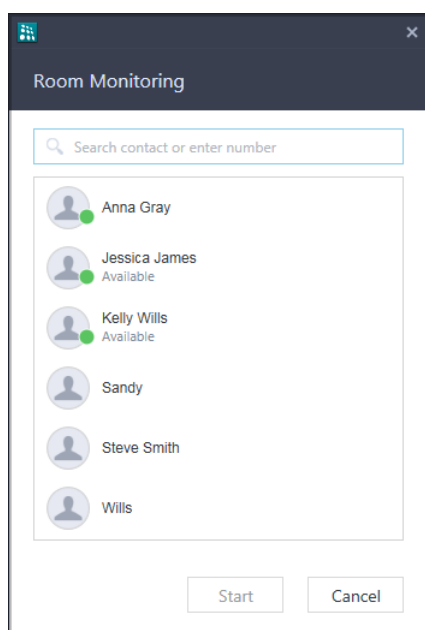 Room Monitoring
Search contact or enter number
Anna Gray
Jessica James
Available
Kelly Wills
Available
Sandy
Steve Smith
Wills
Start
Cancel